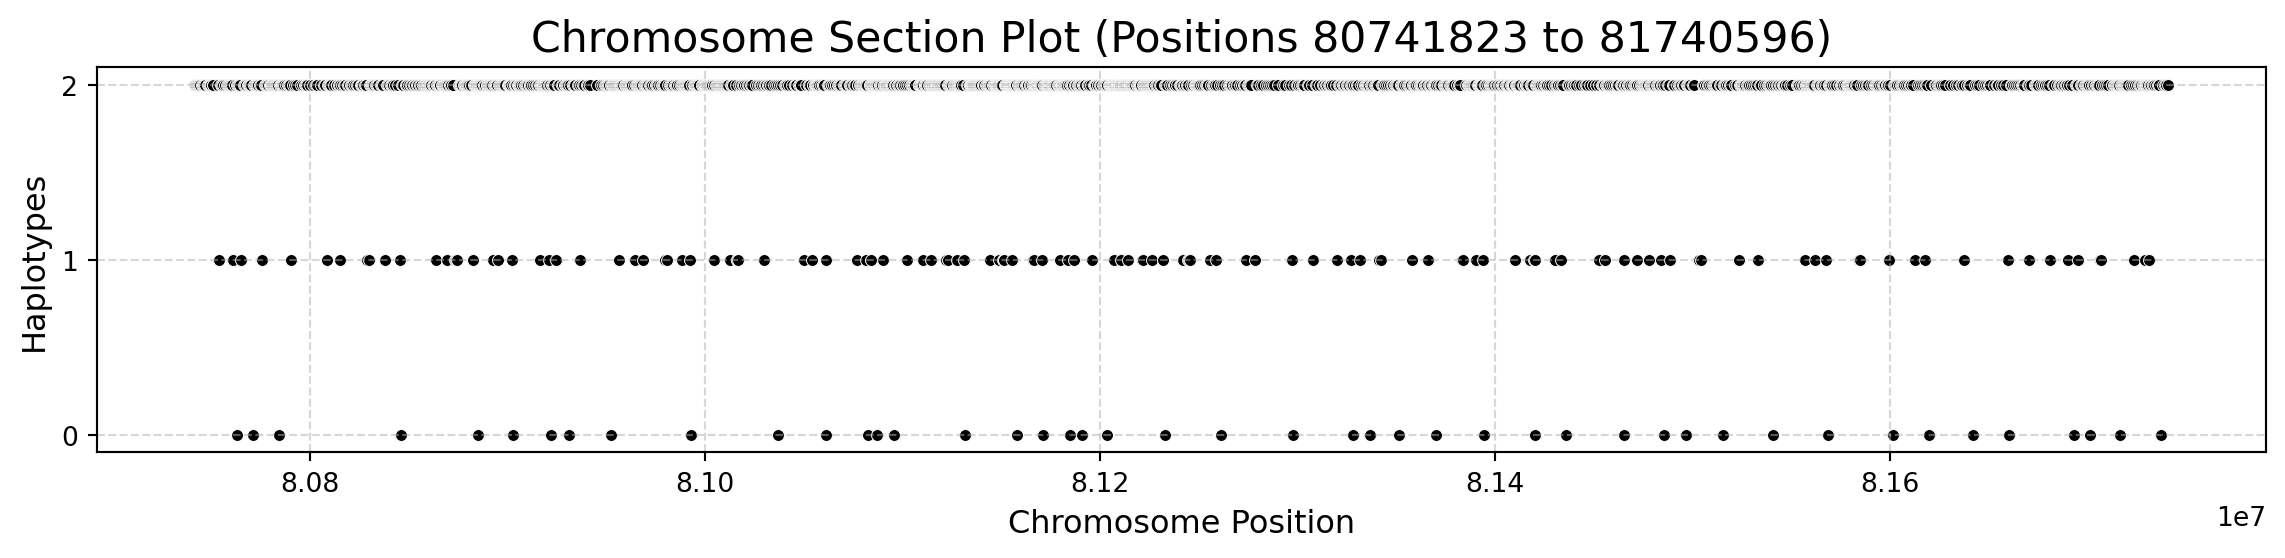 Chromosome Section Plot (Positions 80741823 to 81740596)
Haplotypes
2
1
0
8.08 8.10 8.12 8.14 8.16
1e7
Chromosome Position